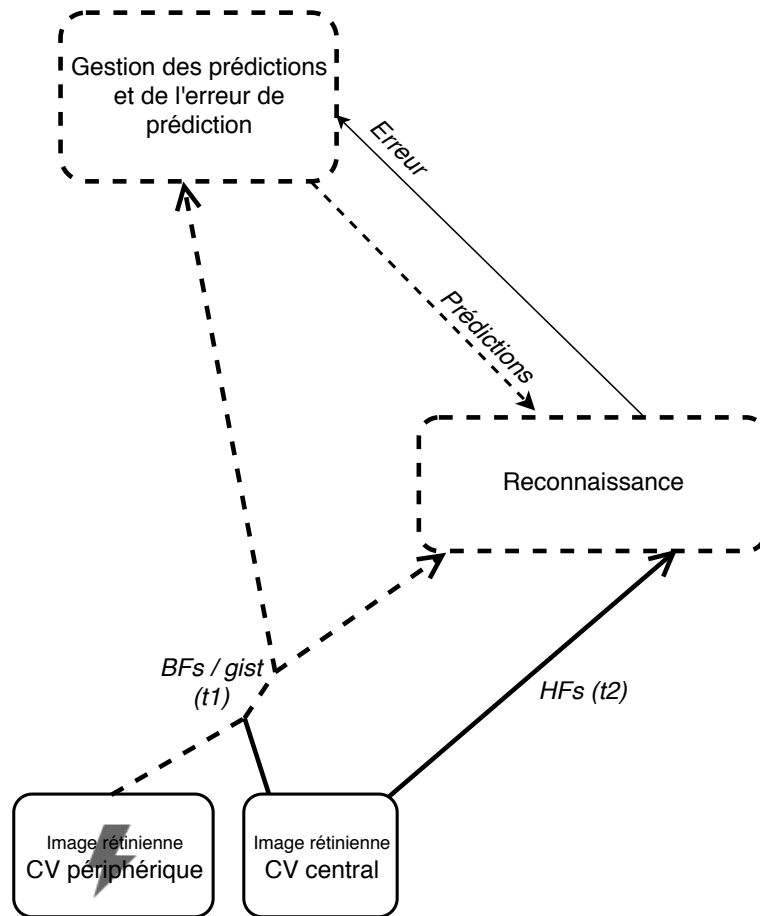 Gestion des prédictions
et de l'erreur de
prédiction
Erreur
Prédictions
Reconnaissance
BFs / gist
(t1)
HFs (t2)
Image rétinienne
CV périphérique
Image rétinienne
CV central